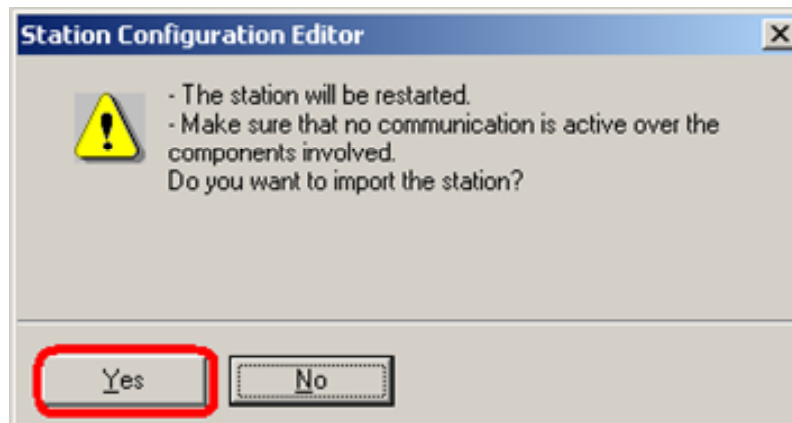 Station Configuration Editor
- The station will be restarted.
- Make sure that no communication is active over the
components involved.
Do you want to import the station?
Yes
No